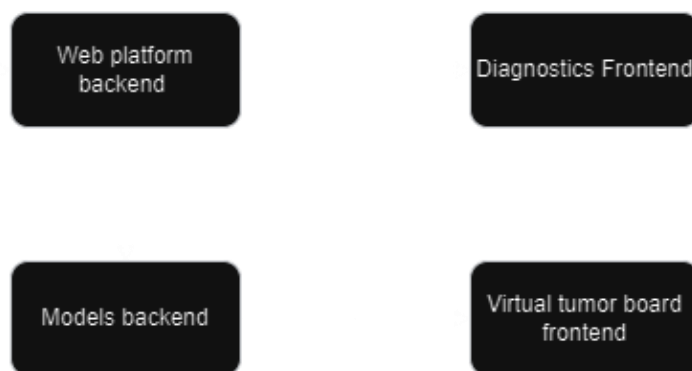 Web platform
backend
Diagnostics Frontend
Models backend
Virtual tumor board
frontend